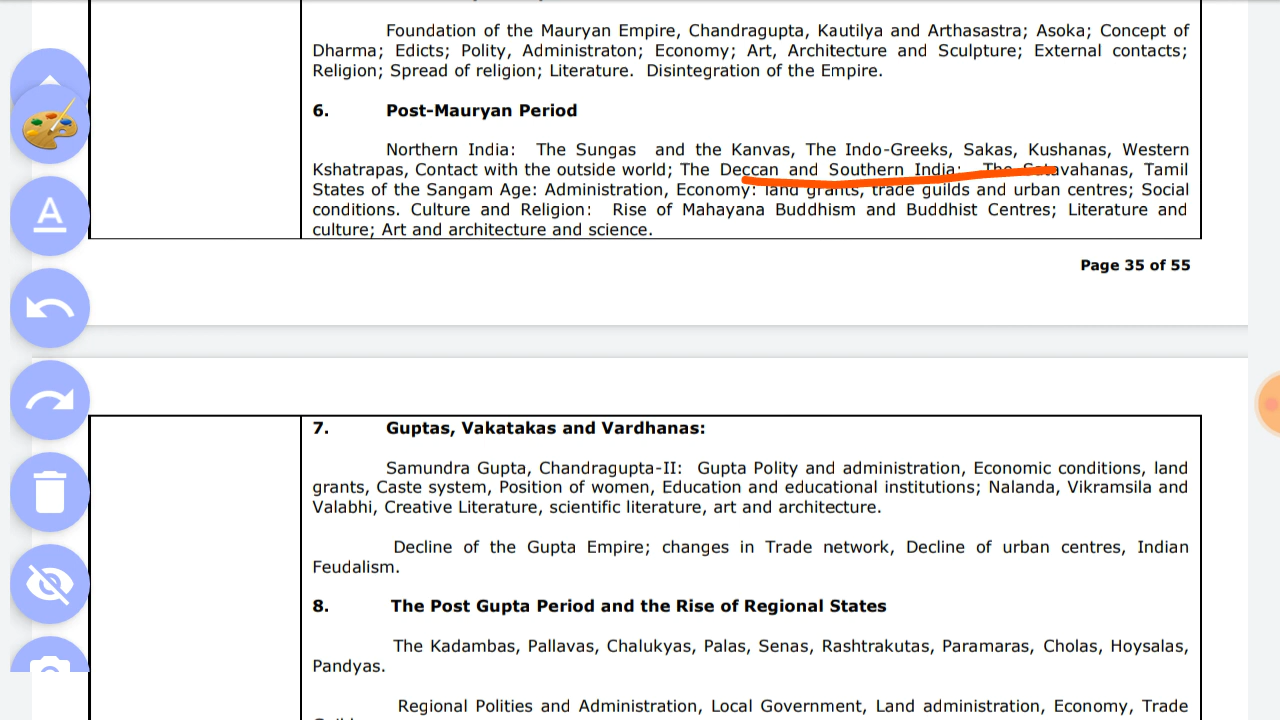 Foundation of the Mauryan Empire, Chandragupta, Kautilya and Arthasastra; Asoka; Concept of
Dharma; Edicts; Polity, Administraton; Economy; Art, Architecture and Sculpture; External contacts;
Religion; Spread of religion; Literature. Disintegration of the Empire.
6. Post-Mauryan Period
Northern India: The Sungas and the Kanvas, The Indo-Greeks, Sakas, Kushanas, Western
Kshatrapas, Contact with the outside world; The Deccan and Southern India: The Satavahanas, Tamil
States of the Sangam Age: Administration, Economy: land grants, trade guilds and urban centres; Social
conditions. Culture and Religion: Rise of Mahayana Buddhism and Buddhist Centres; Literature and
culture; Art and architecture and science.
Page 35 of 55
7. Guptas, Vakatakas and Vardhanas:
Samundra Gupta, Chandragupta-II: Gupta Polity and administration, Economic conditions, land
grants, Caste system, Position of women, Education and educational institutions; Nalanda, Vikramsila and
Valabhi, Creative Literature, scientific literature, art and architecture.
Decline of the Gupta Empire; changes in Trade network, Decline of urban centres, Indian
Feudalism.
8. The Post Gupta Period and the Rise of Regional States
The Kadambas, Pallavas, Chalukyas, Palas, Senas, Rashtrakutas, Paramaras, Cholas, Hoysalas,
Pandyas.
Regional Polities and Administration, Local Government, Land administration, Economy, Trade
A